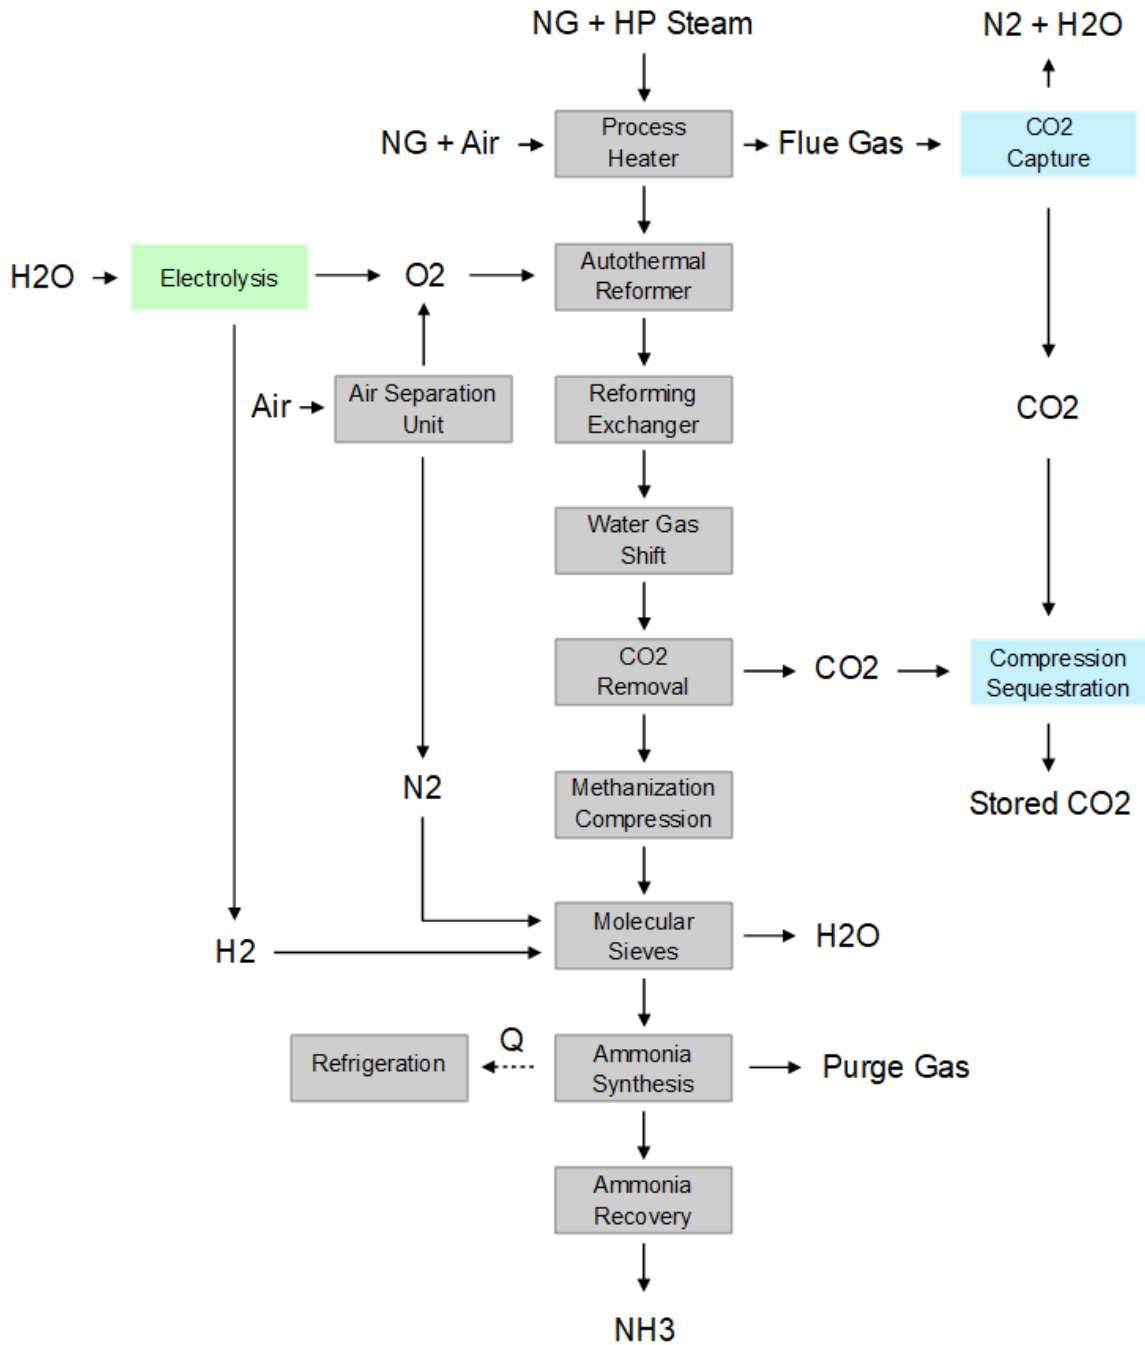 NG + HP Steam
N2 + H2O
NG + Air
Process
Heater
Flue Gas
CO2
Capture
H2O
Electrolysis
O2
Autothermal
Reformer
Air
Air Separation
Unit
Reforming
Exchanger
CO2
Water Gas
Shift
CO2
Removal
CO2
Compression
Sequestration
N2
Methanization
Compression
Stored CO2
H2
Molecular
Sieves
H2O
Refrigeration
Q
Ammonia
Synthesis
Purge Gas
Ammonia
Recovery
NH3